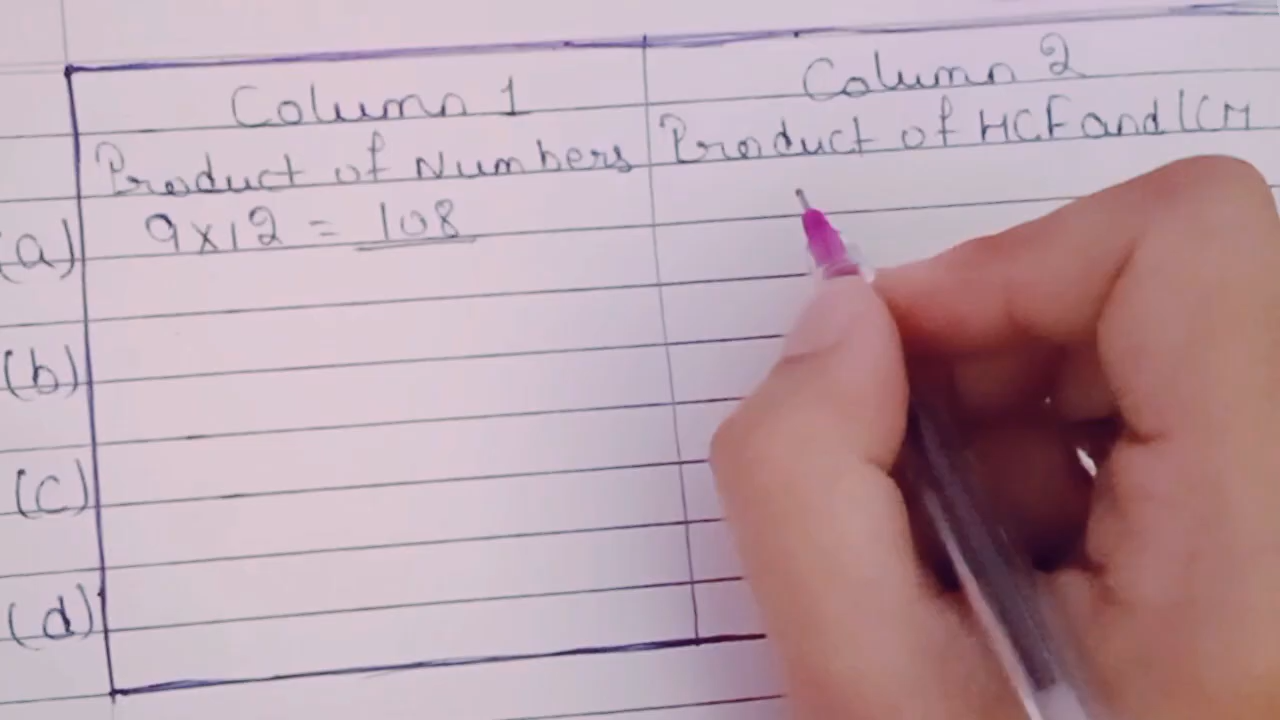 Column 1
Column 2
Product of Numbers
Product of HCF and LCM
(a) 9x12 = 108
(b)
(c)
(d)